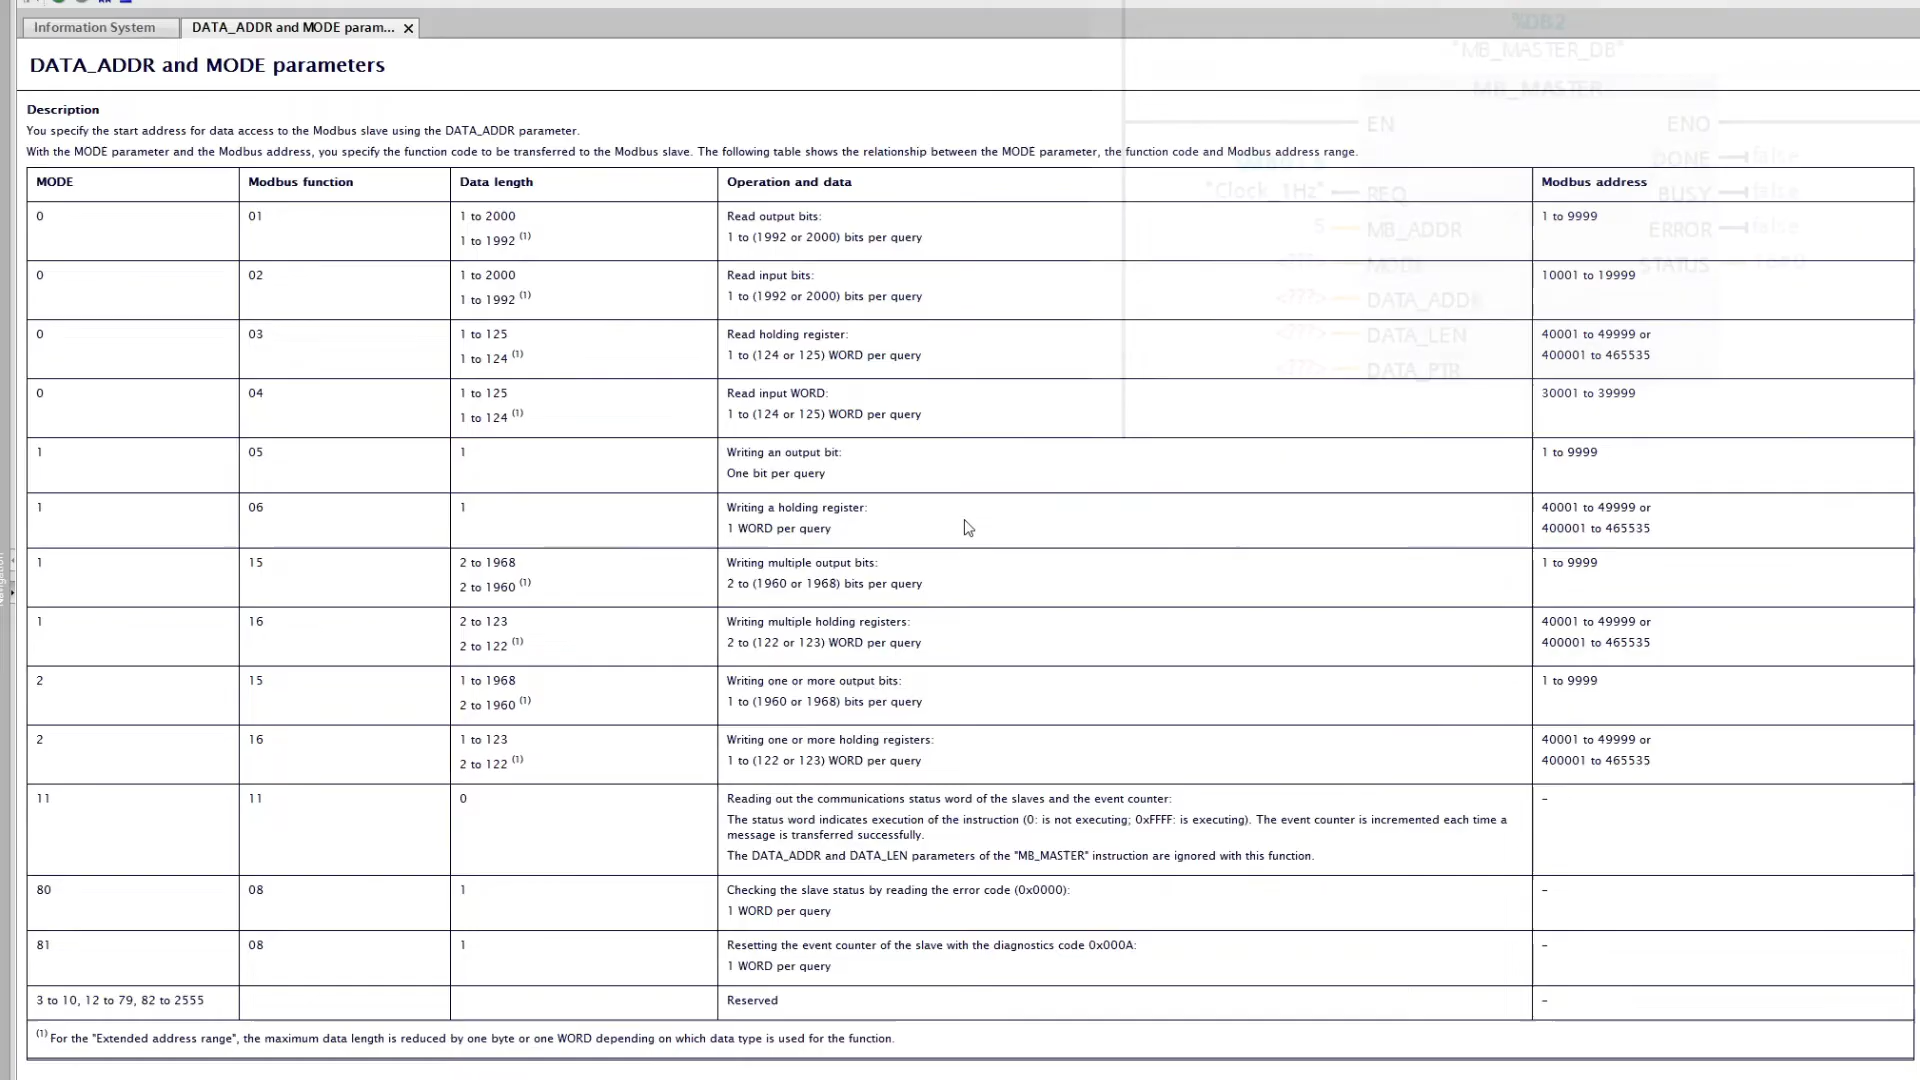 Information System
DATA_ADDR and MODE param...
DATA_ADDR and MODE parameters
Description
You specify the start address for data access to the Modbus slave using the DATA_ADDR parameter.
With the MODE parameter and the Modbus address, you specify the function code to be transferred to the Modbus slave. The following table shows the relationship between the MODE parameter, the function code and Modbus address range.
MODE Modbus function Data length Operation and data Modbus address
0 01 1 to 2000 Read output bits: 1 to 9999
1 to 1992 (1) 1 to (1992 or 2000) bits per query
0 02 1 to 2000 Read input bits: 10001 to 19999
1 to 1992 (1) 1 to (1992 or 2000) bits per query
0 03 1 to 125 Read holding register: 40001 to 49999 or
1 to 124 (1) 1 to (124 or 125) WORD per query 400001 to 465535
0 04 1 to 125 Read input WORD: 30001 to 39999
1 to 124 (1) 1 to (124 or 125) WORD per query
1 05 1 Writing an output bit: 1 to 9999
One bit per query
1 06 1 Writing a holding register: 40001 to 49999 or
1 WORD per query 400001 to 465535
1 15 2 to 1968 Writing multiple output bits: 1 to 9999
2 to 1960 (1) 2 to (1960 or 1968) bits per query
1 16 2 to 123 Writing multiple holding registers: 40001 to 49999 or
2 to 122 (1) 2 to (122 or 123) WORD per query 400001 to 465535
2 15 1 to 1968 Writing one or more output bits: 1 to 9999
2 to 1960 (1) 1 to (1960 or 1968) bits per query
2 16 1 to 123 Writing one or more holding registers: 40001 to 49999 or
2 to 122 (1) 1 to (122 or 123) WORD per query 400001 to 465535
11 11 0 Reading out the communications status word of the slaves and the event counter: –
The status word indicates execution of the instruction (0: is not executing; 0xFFFF: is executing). The event counter is incremented each time a
message is transferred successfully.
The DATA_ADDR and DATA_LEN parameters of the "MB_MASTER" instruction are ignored with this function.
80 08 1 Checking the slave status by reading the error code (0x0000): –
1 WORD per query
81 08 1 Resetting the event counter of the slave with the diagnostics code 0x000A: –
1 WORD per query
3 to 10, 12 to 79, 82 to 2555 Reserved –
(1) For the "Extended address range", the maximum data length is reduced by one byte or one WORD depending on which data type is used for the function.
%DB2
"MB_MASTER_DB"
MB_MASTER
EN ENO
DONE false
"Clock_1Hz" REQ BUSY false
5 MB_ADDR ERROR false
<???> MODE STATUS
<???> DATA_ADDR
<???> DATA_LEN
<???> DATA_PTR